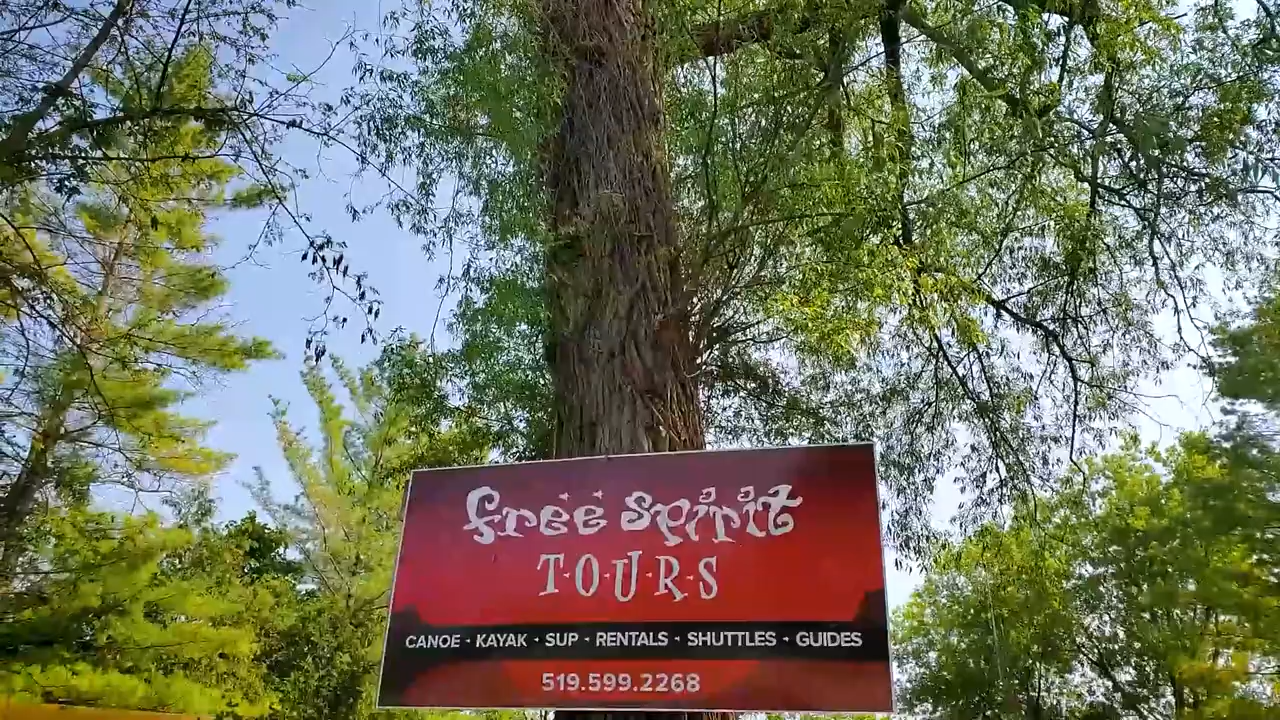 free spirit
T·O·U·R·S
CANOE · KAYAK · SUP · RENTALS · SHUTTLES · GUIDES
519.599.2268